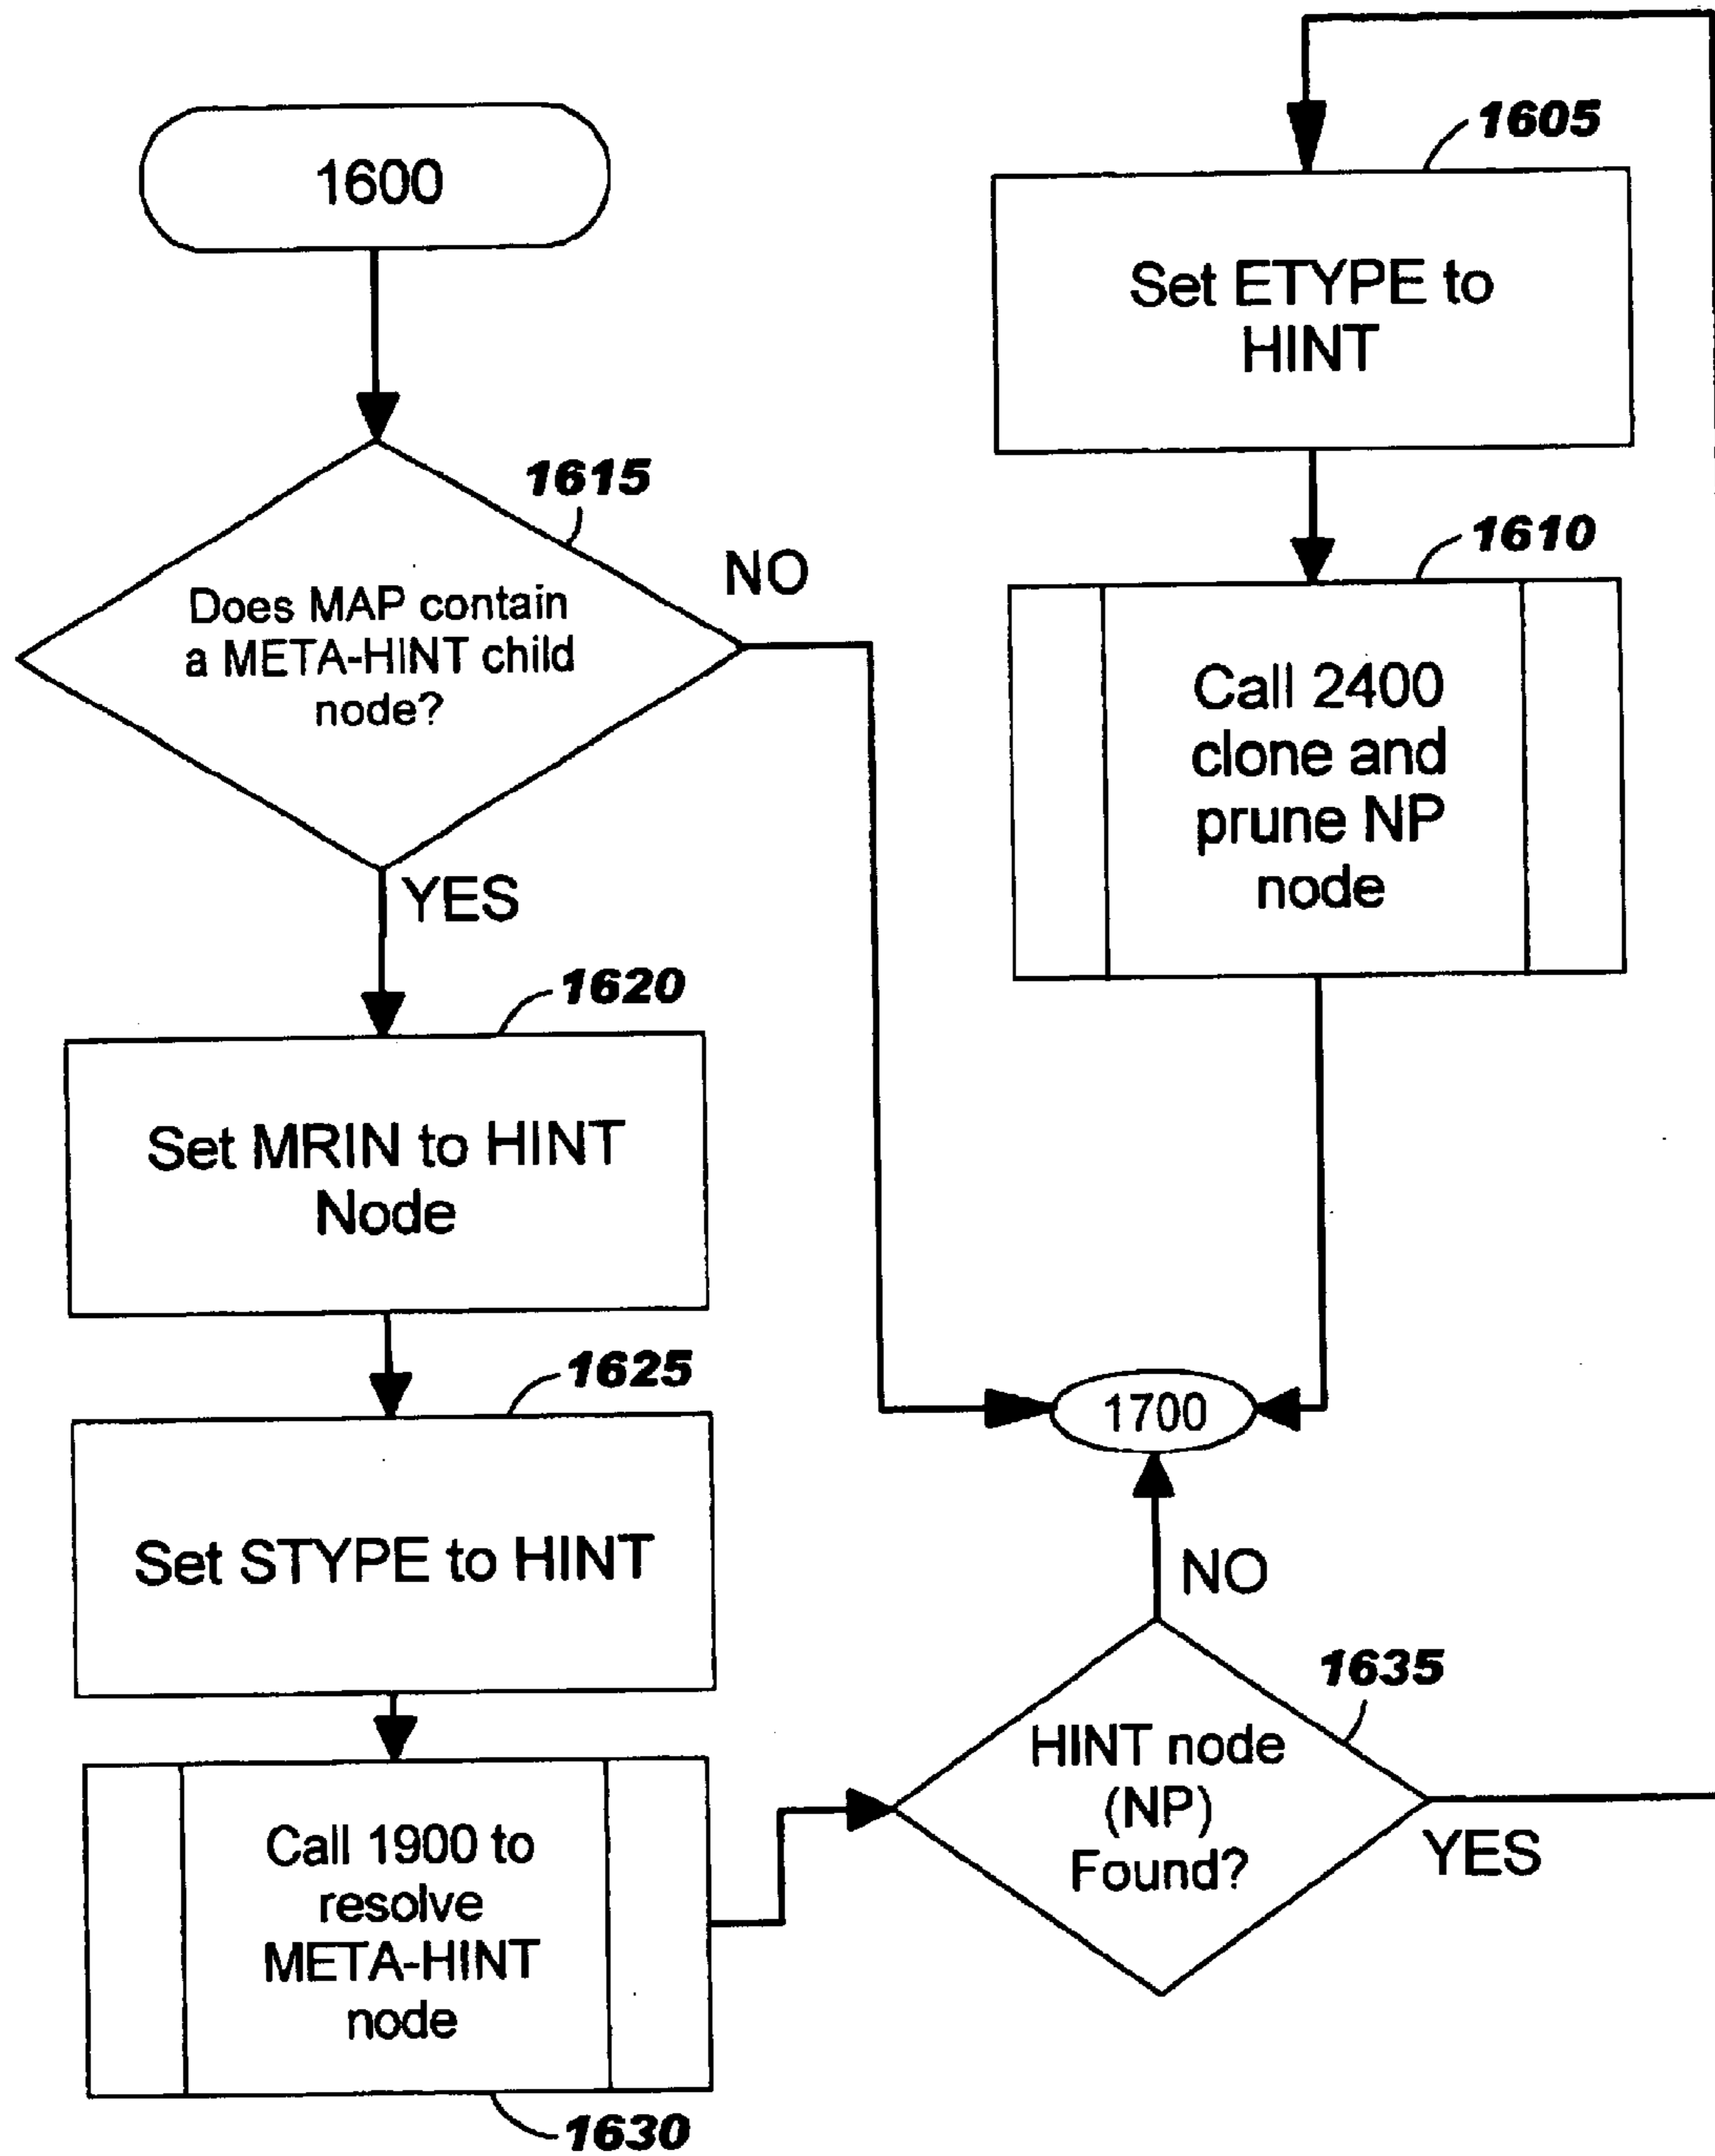 1600
1615
Does MAP contain
a META-HINT child
node?
NO
YES
1620
Set MRIN to HINT
Node
1625
Set STYPE to HINT
Call 1900 to
resolve
META-HINT
node
1630
1605
Set ETYPE to
HINT
1610
Call 2400
clone and
prune NP
node
1700
NO
1635
HINT node
(NP)
Found?
YES